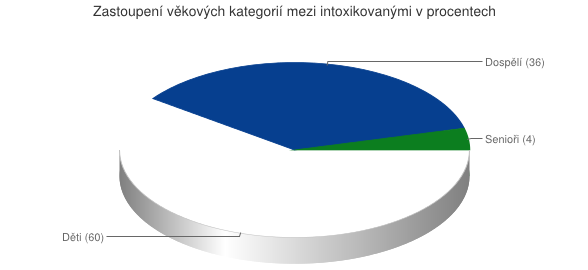 Zastoupení věkových kategorií mezi intoxikovanými v procentech
Dospělí (36)
Senioři (4)
Děti (60)